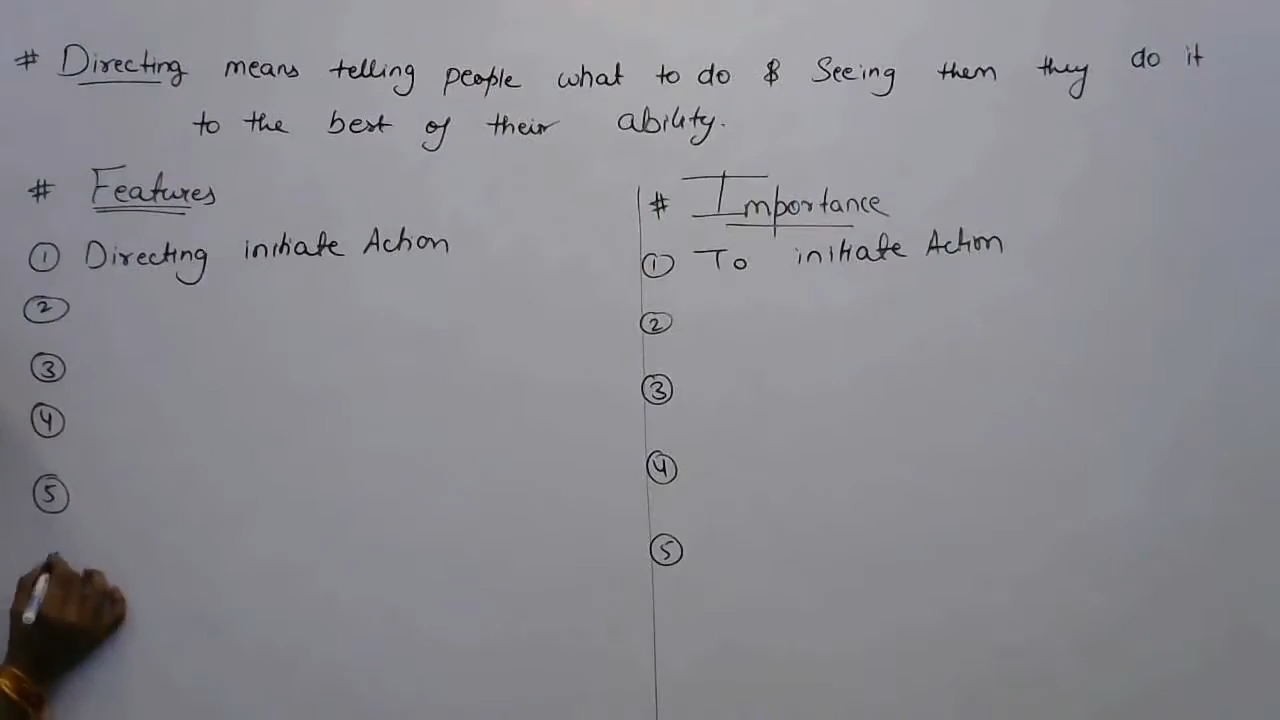 # Directing means telling people what to do & Seeing them they do it
to the best of their ability.
# Features
① Directing initiate Action
②
③
④
⑤
# Importance
① To initiate Action
②
③
④
⑤